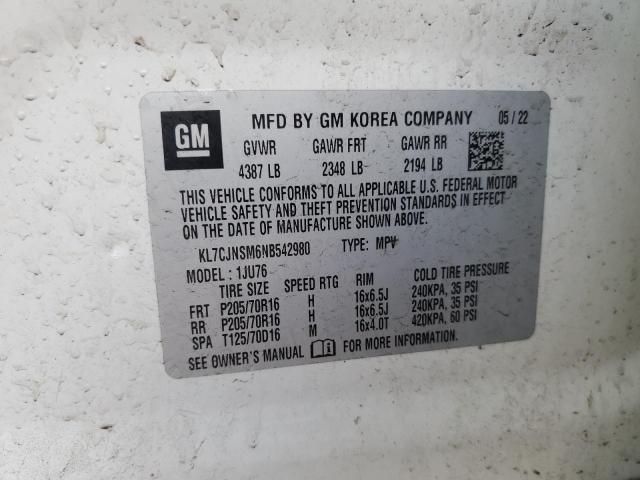 GM MFD BY GM KOREA COMPANY 05/22
GVWR GAWR FRT GAWR RR
4387 LB 2348 LB 2194 LB
THIS VEHICLE CONFORMS TO ALL APPLICABLE U.S. FEDERAL MOTOR
VEHICLE SAFETY AND THEFT PREVENTION STANDARDS IN EFFECT
ON THE DATE OF MANUFACTURE SHOWN ABOVE.
KL7CJNSM6NB542980 TYPE: MPV
MODEL: 1JU76
TIRE SIZE SPEED RTG RIM COLD TIRE PRESSURE
FRT P205/70R16 H 16x6.5J 240KPA, 35 PSI
RR P205/70R16 H 16x6.5J 240KPA, 35 PSI
SPA T125/70D16 M 16x4.0T 420KPA, 60 PSI
SEE OWNER'S MANUAL FOR MORE INFORMATION.